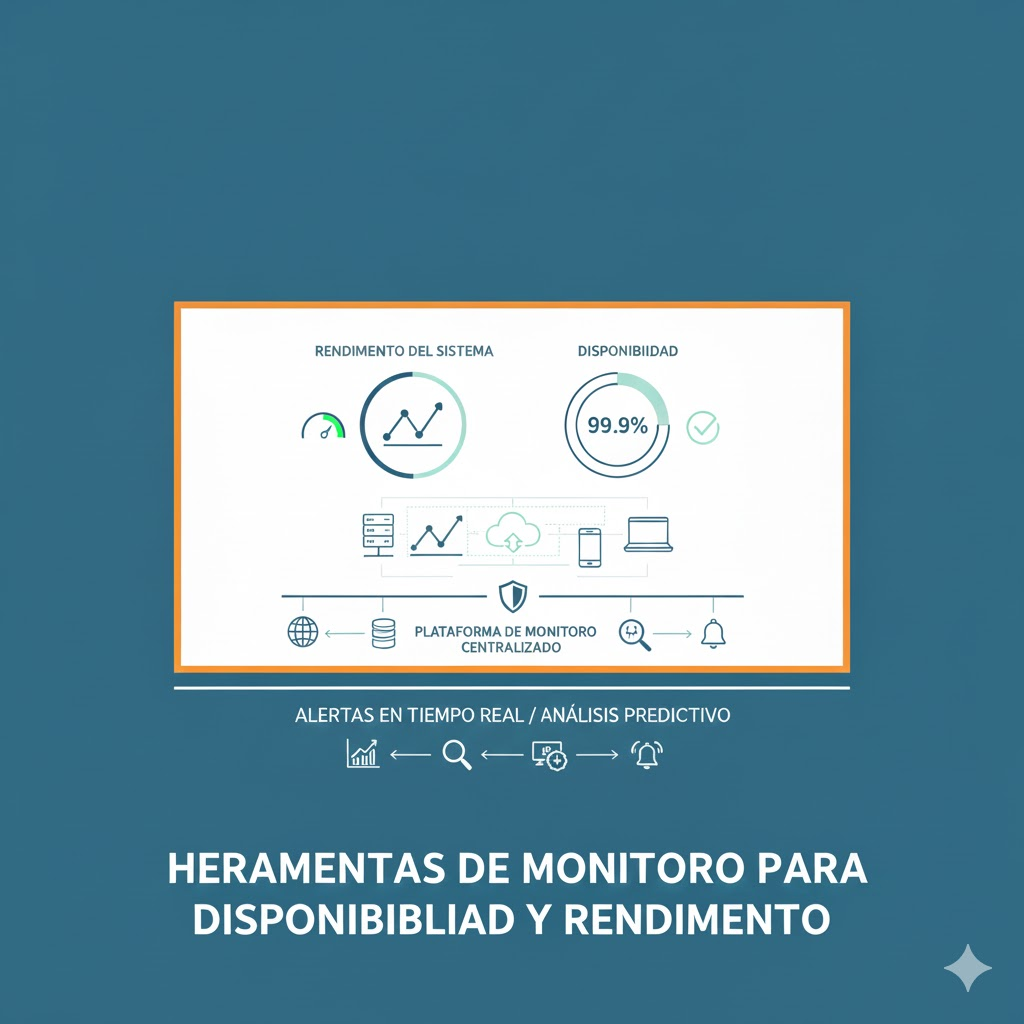 RENDIMENTO DEL SISTEMA
DISPONIBIIDAD
99.9%
PLATAFORMA DE MONITORO
CENTRALIZADO
ALERTAS EN TIEMPO REAL / ANÁLISIS PREDICTIVO
HERAMENTAS DE MONITORO PARA
DISPONIBIBLIAD Y RENDIMENTO